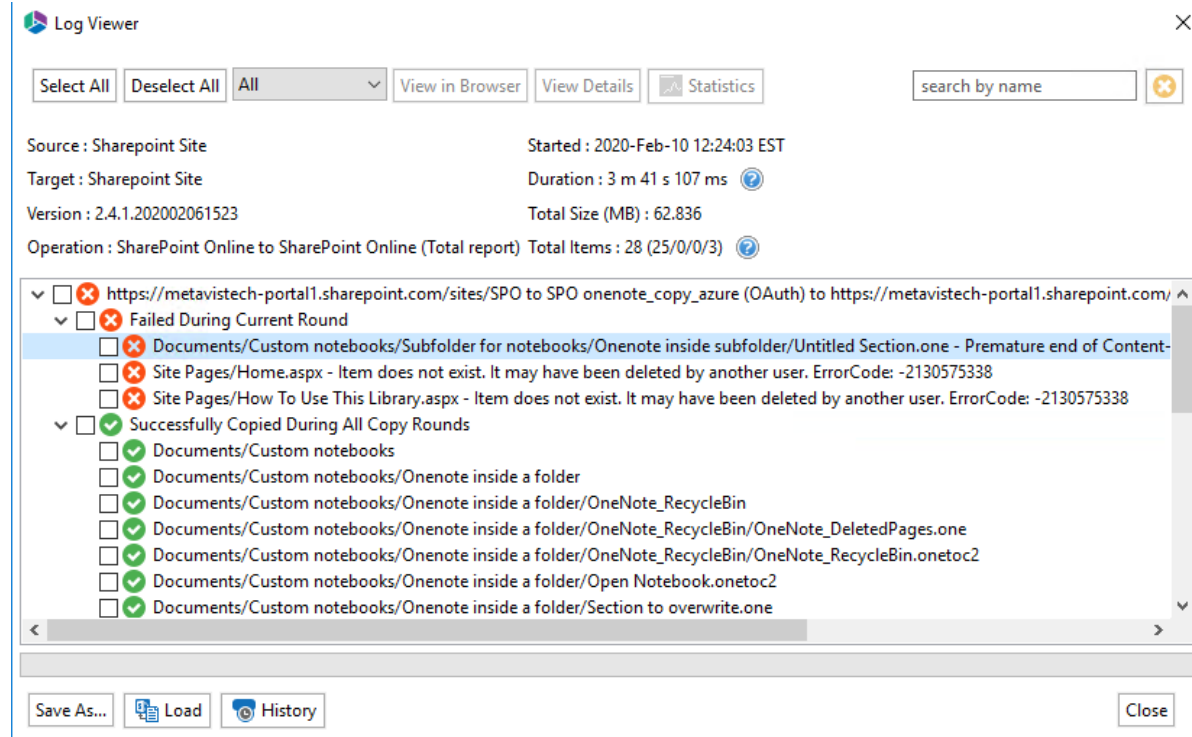 Log Viewer
Select All Deselect All All View in Browser View Details Statistics search by name
Source : Sharepoint Site Started : 2020-Feb-10 12:24:03 EST
Target : Sharepoint Site Duration : 3 m 41 s 107 ms
Version : 2.4.1.202002061523 Total Size (MB) : 62.836
Operation : SharePoint Online to SharePoint Online (Total report) Total Items : 28 (25/0/0/3)
https://metavistech-portal1.sharepoint.com/sites/SPO to SPO onenote_copy_azure (OAuth) to https://metavistech-portal1.sharepoint.com/
Failed During Current Round
Documents/Custom notebooks/Subfolder for notebooks/Onenote inside subfolder/Untitled Section.one - Premature end of Content-
Site Pages/Home.aspx - Item does not exist. It may have been deleted by another user. ErrorCode: -2130575338
Site Pages/How To Use This Library.aspx - Item does not exist. It may have been deleted by another user. ErrorCode: -2130575338
Successfully Copied During All Copy Rounds
Documents/Custom notebooks
Documents/Custom notebooks/Onenote inside a folder
Documents/Custom notebooks/Onenote inside a folder/OneNote_RecycleBin
Documents/Custom notebooks/Onenote inside a folder/OneNote_RecycleBin/OneNote_DeletedPages.one
Documents/Custom notebooks/Onenote inside a folder/OneNote_RecycleBin/OneNote_RecycleBin.onetoc2
Documents/Custom notebooks/Onenote inside a folder/Open Notebook.onetoc2
Documents/Custom notebooks/Onenote inside a folder/Section to overwrite.one
Save As... Load History Close